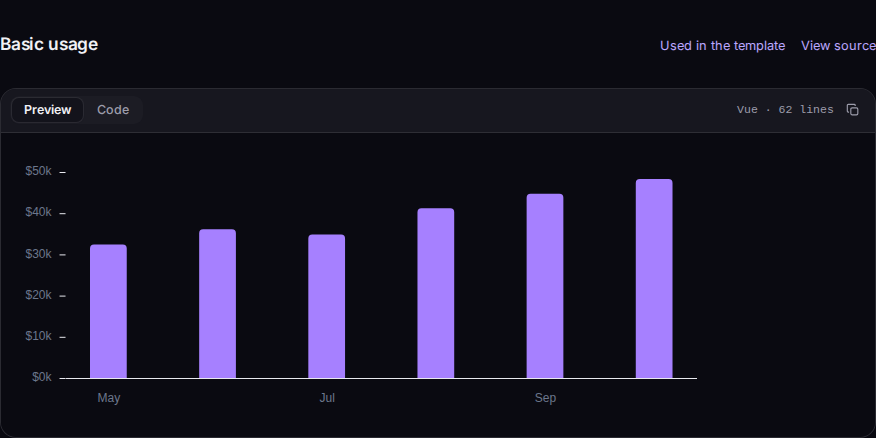 Basic usage
Used in the template
View source
Preview
Code
Vue · 62 lines
$50k
$40k
$30k
$20k
$10k
$0k
May
Jul
Sep